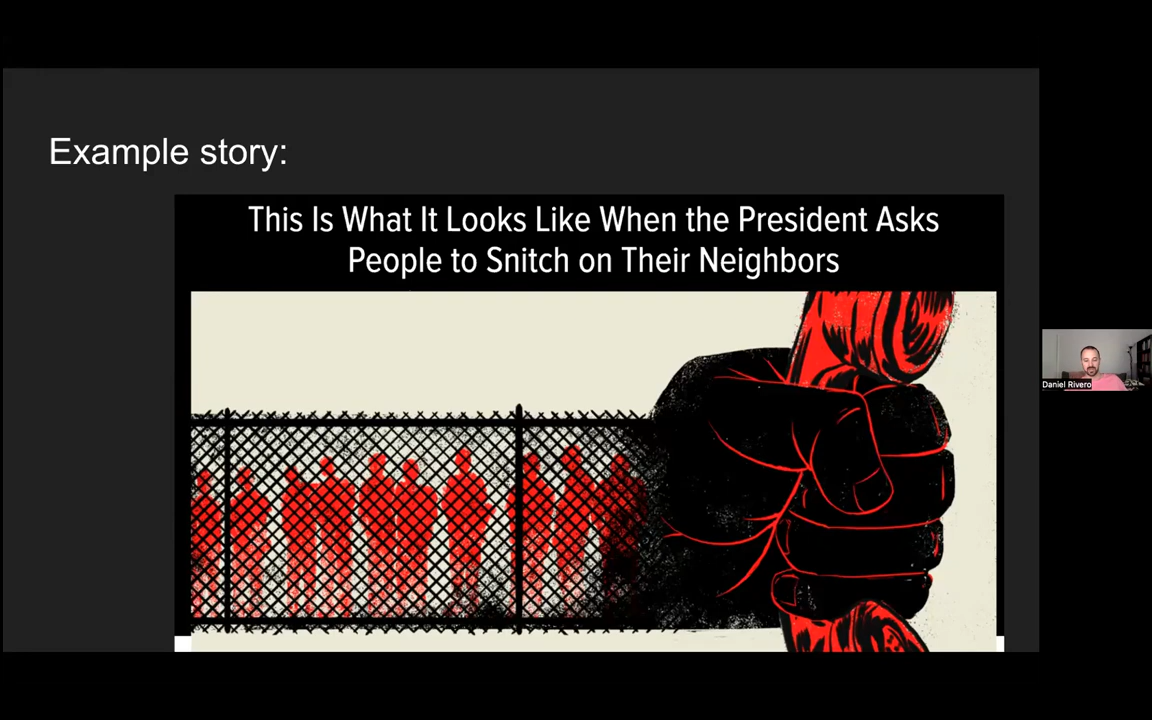 Example story:
This Is What It Looks Like When the President Asks
People to Snitch on Their Neighbors
Daniel Rivero